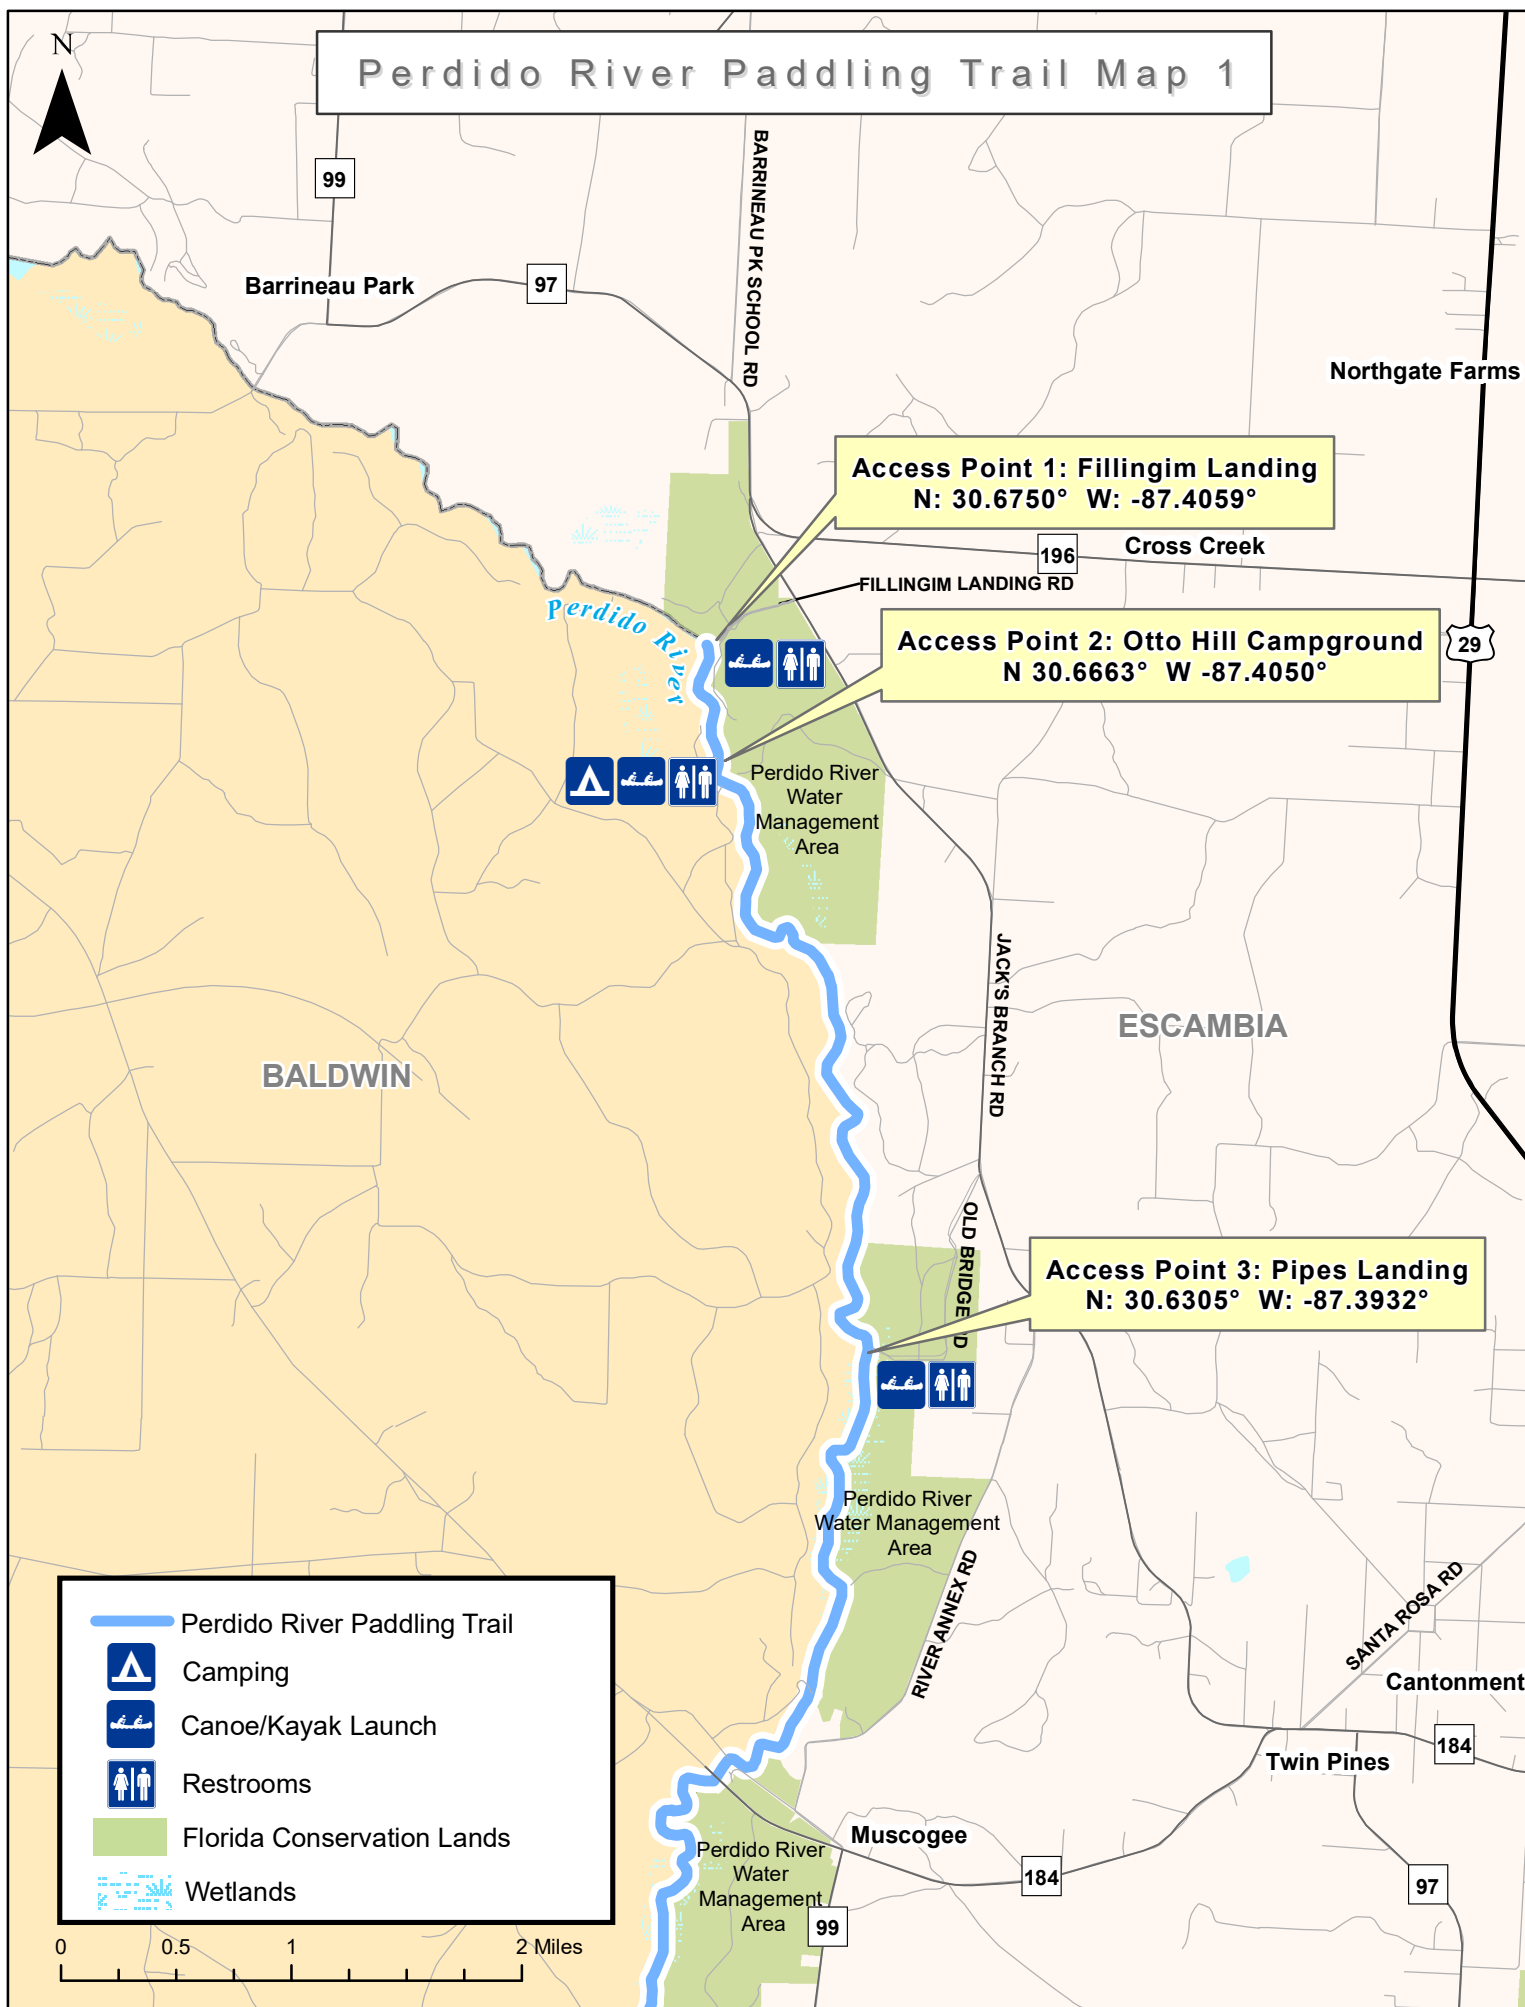 N
Perdido River Paddling Trail Map 1
99
BARRINEAU PK SCHOOL RD
Barrineau Park
97
Northgate Farms
Access Point 1: Fillingim Landing
N: 30.6750° W: -87.4059°
196
Cross Creek
FILLINGIM LANDING RD
Perdido River
Access Point 2: Otto Hill Campground
N 30.6663° W -87.4050°
29
Perdido River
Water
Management
Area
JACK'S BRANCH RD
ESCAMBIA
BALDWIN
OLD BRIDGE
Access Point 3: Pipes Landing
N: 30.6305° W: -87.3932°
Perdido River
Water Management
Area
RIVER ANNEX RD
SANTA ROSA RD
Cantonment
184
Twin Pines
Muscogee
184
97
99
Perdido River
Water
Management
Area
Perdido River Paddling Trail
Camping
Canoe/Kayak Launch
Restrooms
Florida Conservation Lands
Wetlands
0 0.5 1 2 Miles